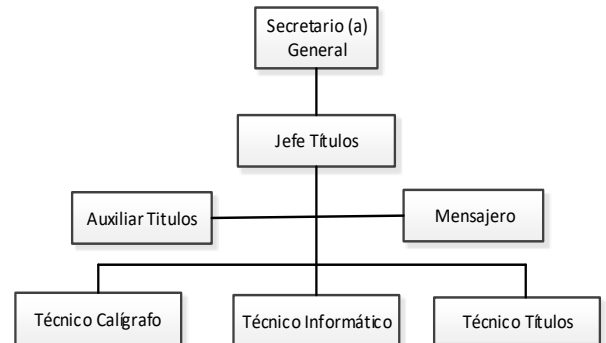 Secretario (a)
General
Jefe Títulos
Auxiliar Titulos
Mensajero
Técnico Calígrafo
Técnico Informático
Técnico Títulos